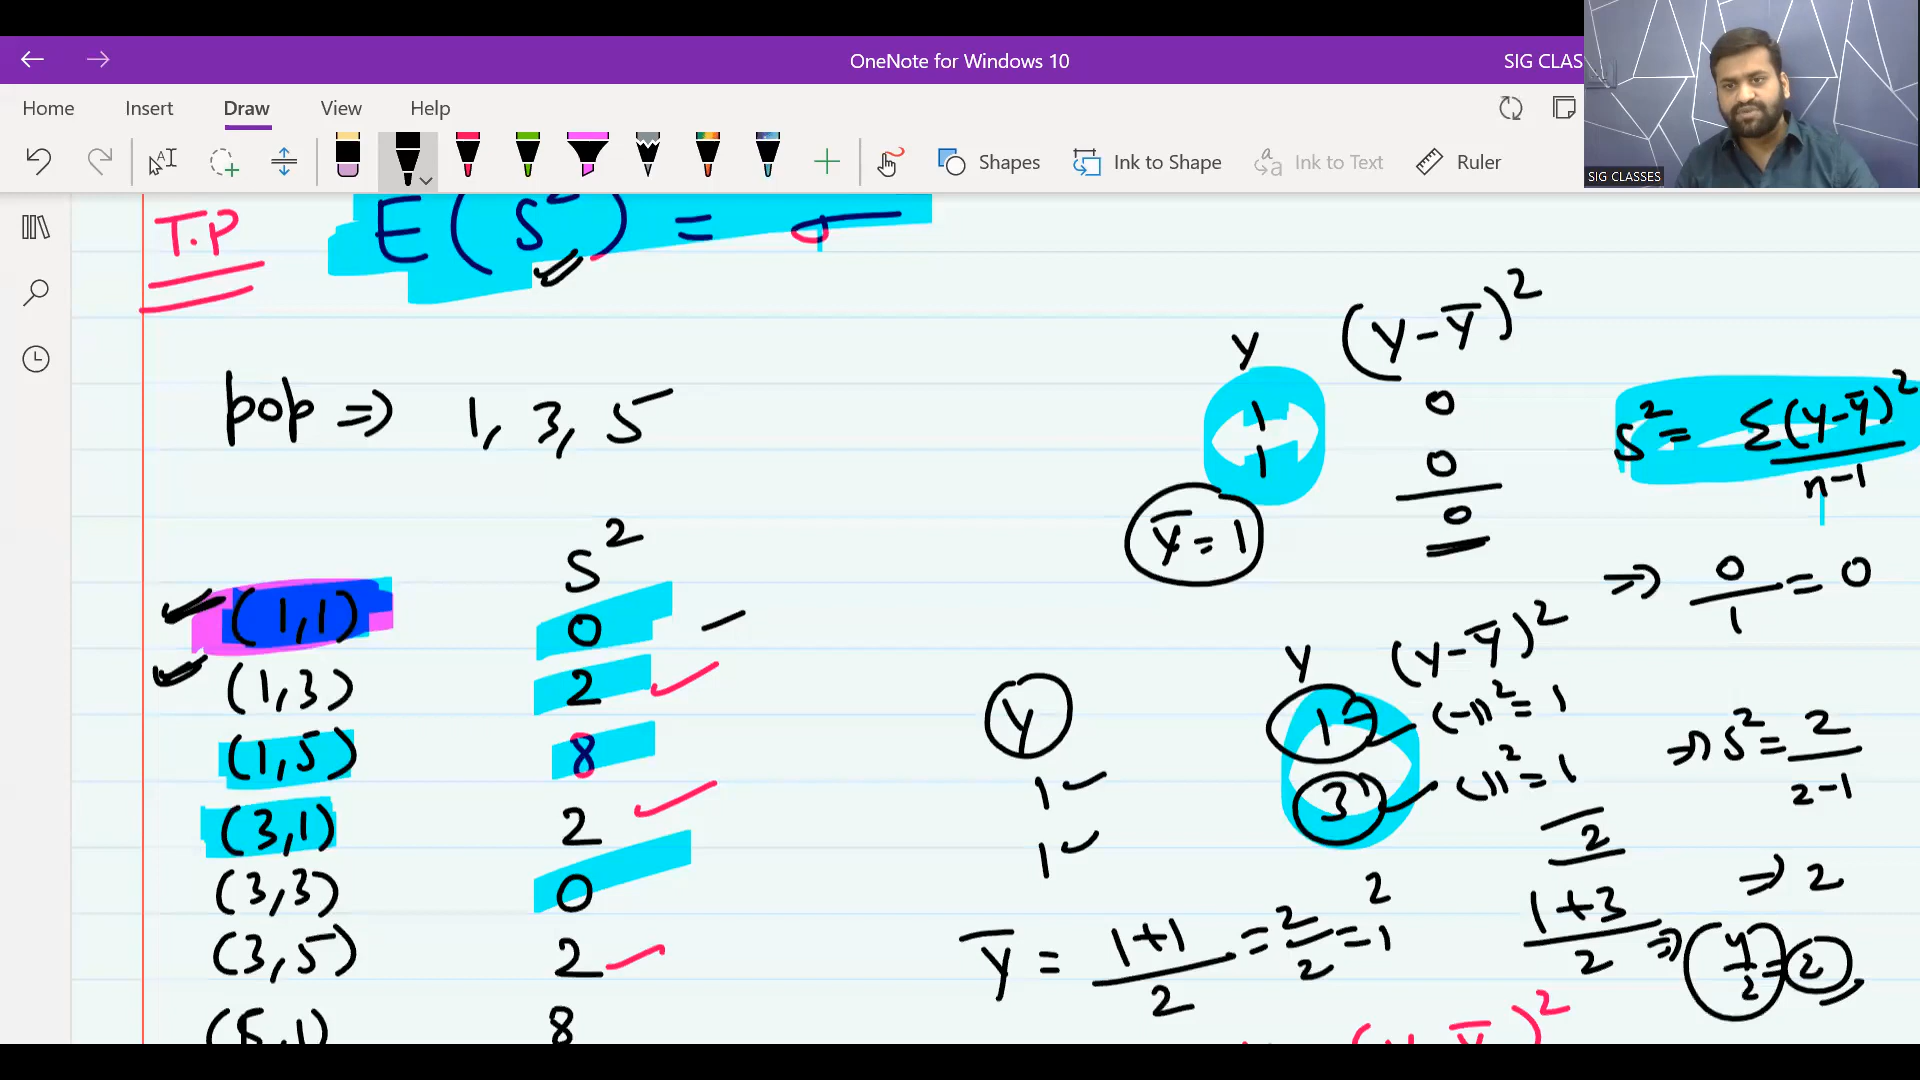 OneNote for Windows 10
SIG CLAS
Home Insert Draw View Help
Shapes Ink to Shape Ink to Text Ruler
SIG CLASSES
T.P
E(s²) = σ
pop ⇒ 1, 3, 5
s²
(1,1) 0
(1,3) 2
(1,5) 8
(3,1) 2
(3,3) 0
(3,5) 2
(5,1) 8
y (y-ȳ)²
1 0
1 0
0
ȳ = 1
s² = Σ(y-ȳ)²
n-1
⇒ 0/1 = 0
y
1
1
ȳ = 1+1/2 = 2/2 = 1
2
y (y-ȳ)²
1 (-1)² = 1
3 (1)² = 1
2
⇒ s² = 2
2-1
⇒ 2
1+3
2
⇒ 4/2 = 2